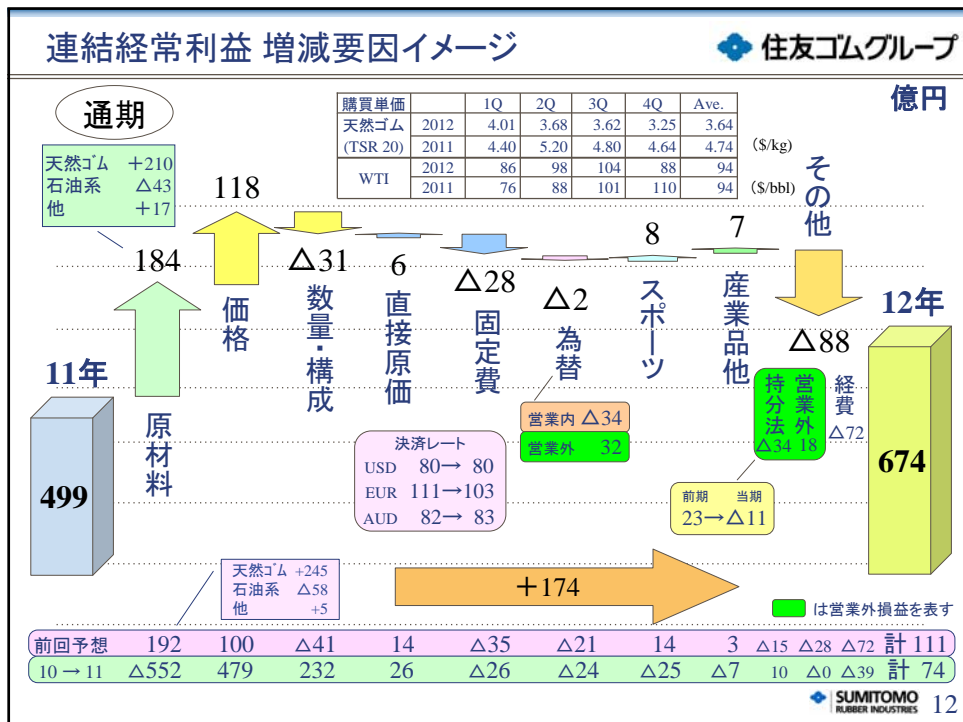 連結経常利益 増減要因イメージ
住友ゴムグループ
億円
通期
天然ｺﾞﾑ ＋210
石油系 △43
他 ＋17
購買単価 1Q 2Q 3Q 4Q Ave.
天然ゴム 2012 4.01 3.68 3.62 3.25 3.64
(TSR 20) 2011 4.40 5.20 4.80 4.64 4.74 ($/kg)
WTI 2012 86 98 104 88 94
2011 76 88 101 110 94 ($/bbl)
184
原材料
118
価格
△31
数量・構成
6
直接原価
△28
固定費
△2
為替
8
スポーツ
7
産業品他
その他
△88
11年
499
12年
674
営業内 △34
営業外 32
決済レート
USD 80→ 80
EUR 111→103
AUD 82→ 83
持分法 △34
営業外 18
経費 △72
前期 当期
23→△11
天然ｺﾞﾑ +245
石油系 △58
他 +5
＋174
は営業外損益を表す
前回予想 192 100 △41 14 △35 △21 14 3 △15 △28 △72 計 111
10→11 △552 479 232 26 △26 △24 △25 △7 10 △0 △39 計 74
SUMITOMO
RUBBER INDUSTRIES
12